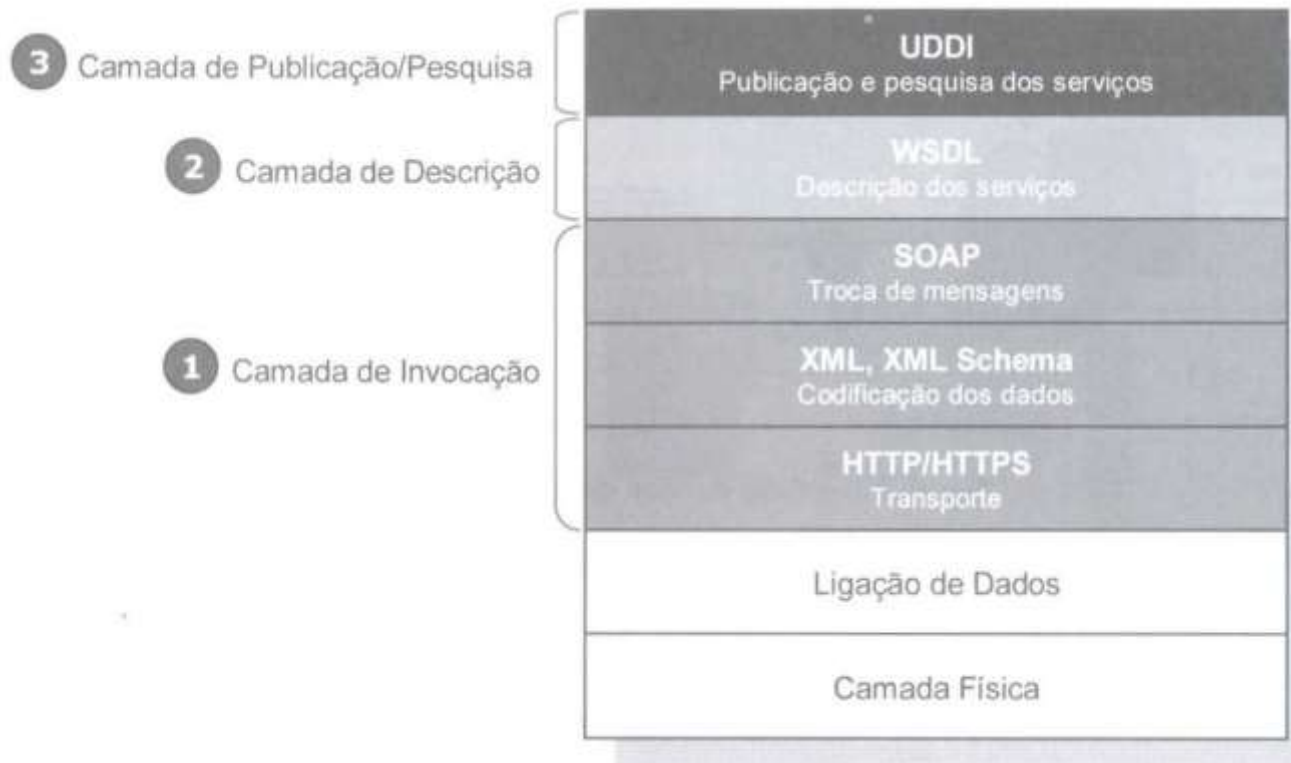 3 Camada de Publicação/Pesquisa
UDDI
Publicação e pesquisa dos serviços
2 Camada de Descrição
WSDL
Descrição dos serviços
SOAP
Troca de mensagens
1 Camada de Invocação
XML, XML Schema
Codificação dos dados
HTTP/HTTPS
Transporte
Ligação de Dados
Camada Física